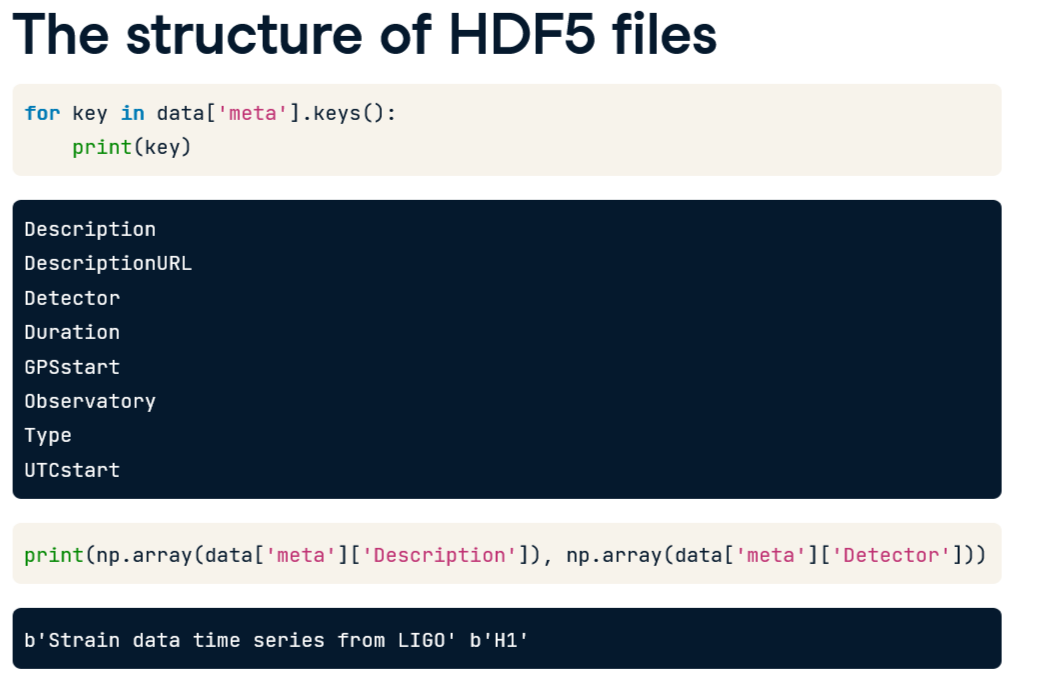 The structure of HDF5 files
for key in data['meta'].keys():
    print(key)
Description
DescriptionURL
Detector
Duration
GPSstart
Observatory
Type
UTCstart
print(np.array(data['meta']['Description']), np.array(data['meta']['Detector']))
b'Strain data time series from LIGO' b'H1'